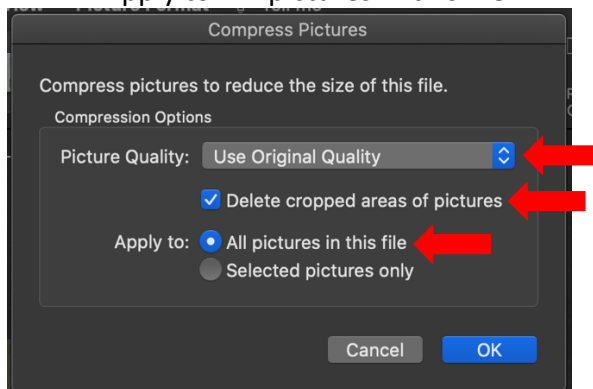 Compress Pictures
Compress pictures to reduce the size of this file.
Compression Options
Picture Quality: Use Original Quality
Delete cropped areas of pictures
Apply to: All pictures in this file
Selected pictures only
Cancel OK